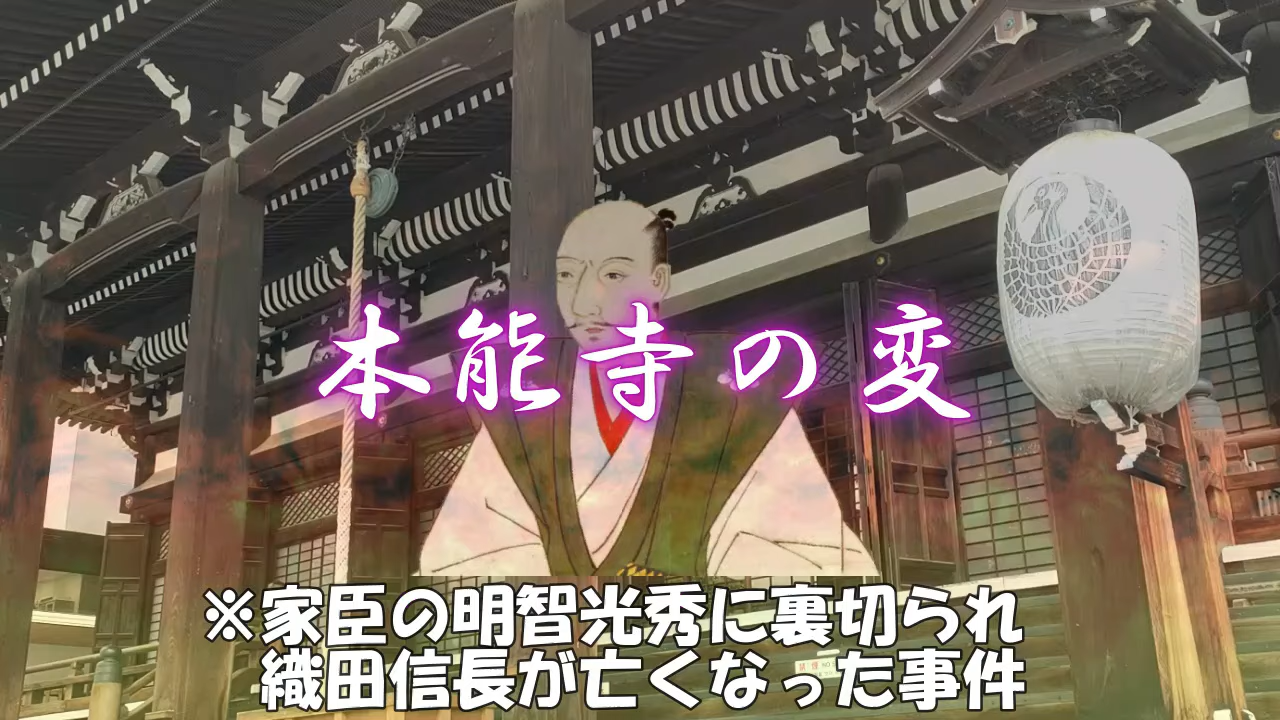 本能寺の変
※家臣の明智光秀に裏切られ
織田信長が亡くなった事件